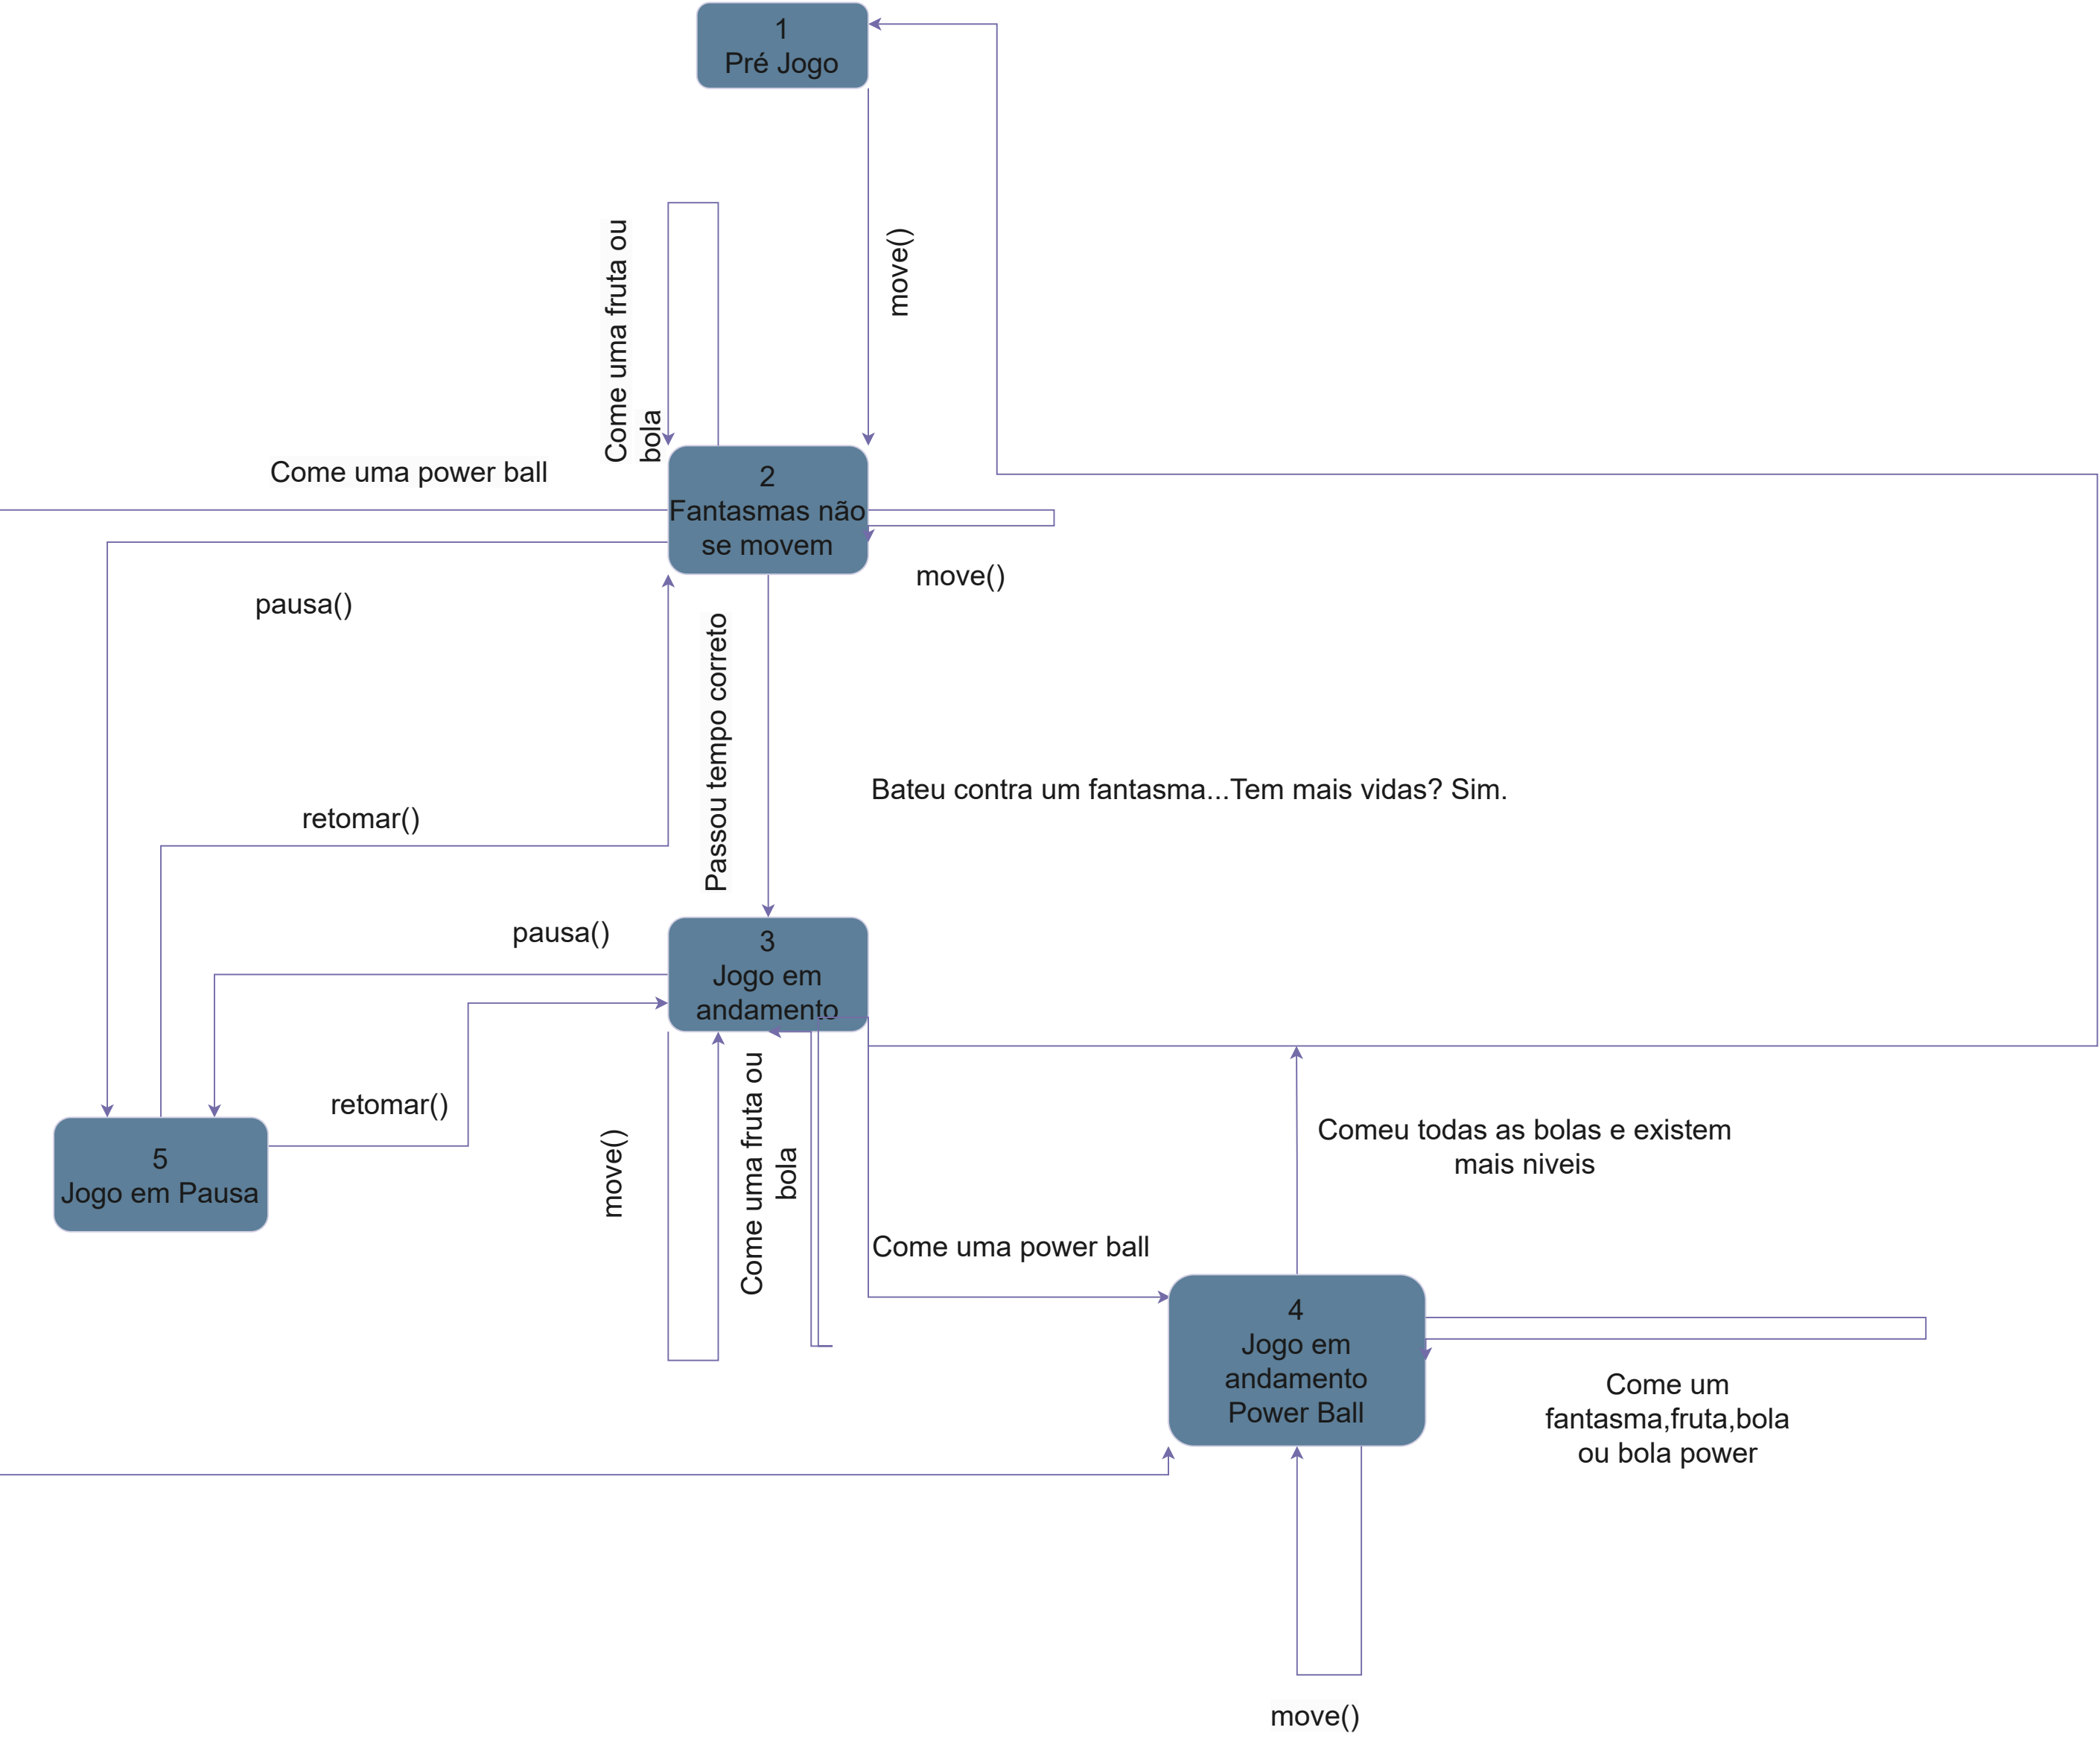 1
Pré Jogo
move()
Come uma fruta ou
bola
Come uma power ball
2
Fantasmas não
se movem
move()
pausa()
Passou tempo correto
Bateu contra um fantasma...Tem mais vidas? Sim.
retomar()
pausa()
3
Jogo em
andamento
retomar()
5
Jogo em Pausa
move()
Come uma fruta ou
bola
Comeu todas as bolas e existem
mais niveis
Come uma power ball
4
Jogo em
andamento
Power Ball
Come um
fantasma,fruta,bola
ou bola power
move()